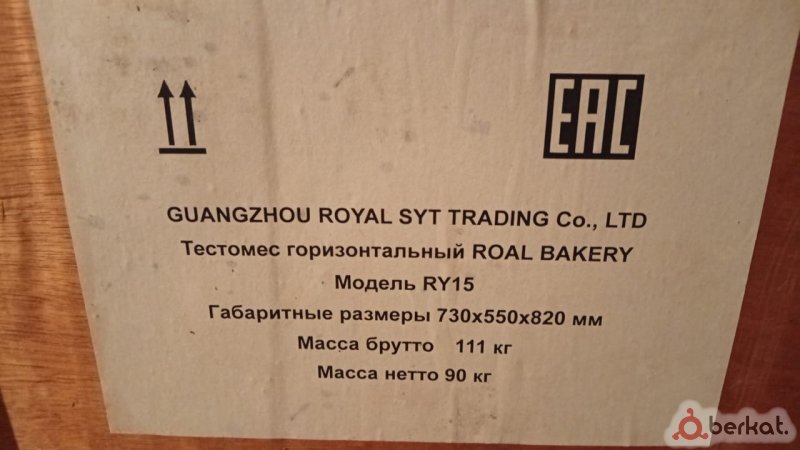 EAC
GUANGZHOU ROYAL SYT TRADING Co., LTD
Тестомес горизонтальный ROAL BAKERY
Модель RY15
Габаритные размеры 730x550x820 мм
Масса брутто 111 кг
Масса нетто 90 кг
berkat.